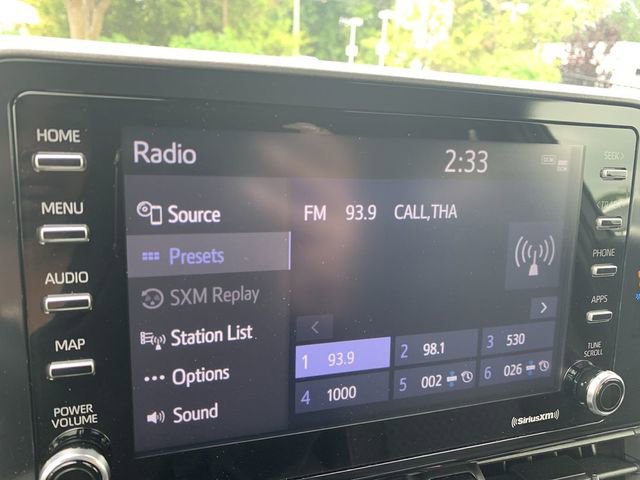 HOME
MENU
AUDIO
MAP
POWER
VOLUME
Radio
2:33
Source
Presets
SXM Replay
Station List
Options
Sound
FM 93.9 CALL,THA
<
>
1 93.9
2 98.1
3 530
4 1000
5 002
6 026
SEEK >
PHONE
APPS
TUNE
SCROLL
SiriusXM